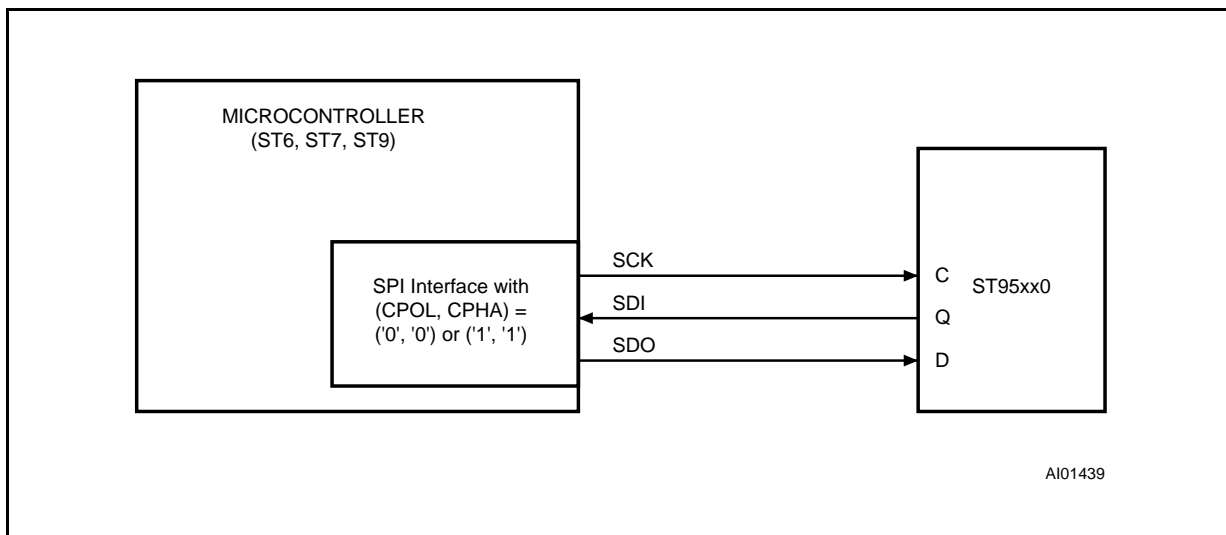 MICROCONTROLLER
(ST6, ST7, ST9)
SPI Interface with
(CPOL, CPHA) =
('0', '0') or ('1', '1')
SCK
SDI
SDO
C
Q
D
ST95xx0
AI01439